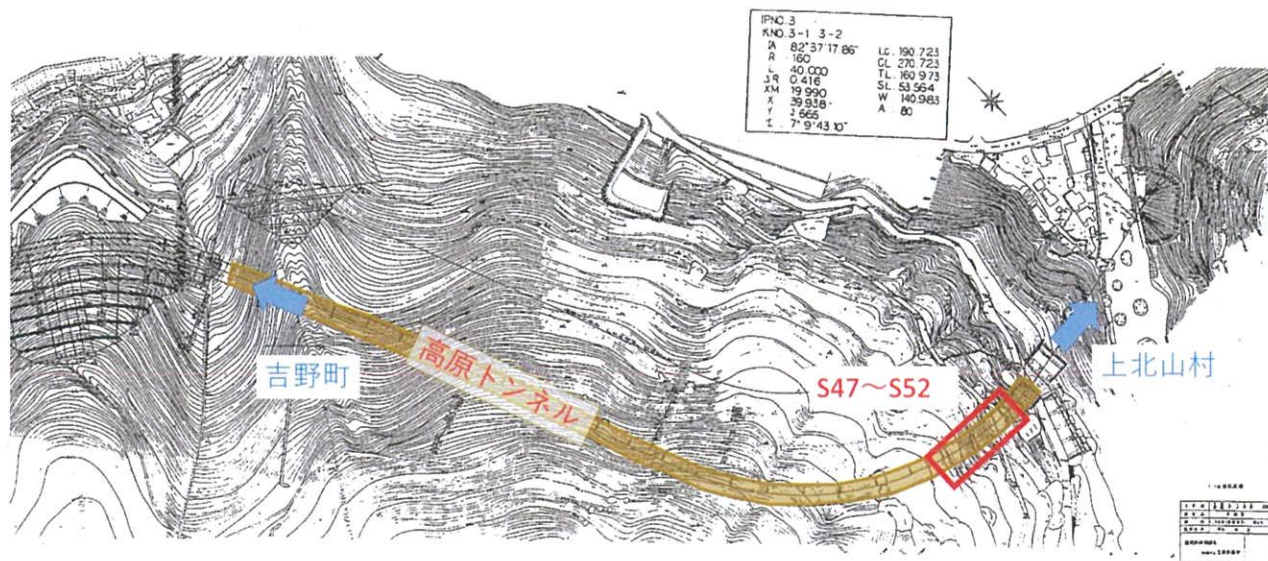 IPNO.3
KNO.3-1 3-2
IA 82°37'17.86"
R 160
L 40.000
ΔR 0.416
XM 19.990
X 39.938
Y 1.665
7°9'43.10"
LC. 190.723
CL 270.723
TL. 160.973
SL. 53.564
W 140.983
A. 80
吉野町
高原トンネル
S47～S52
上北山村